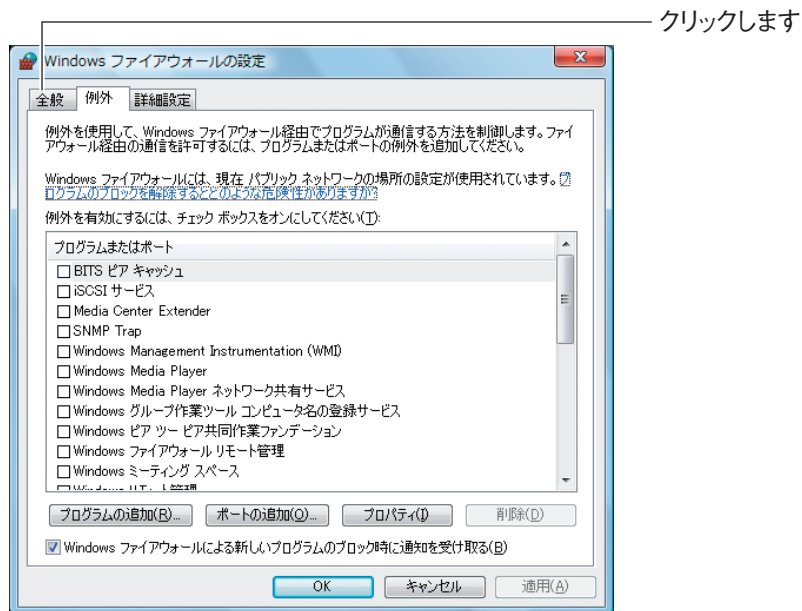 クリックします
Windows ファイアウォールの設定
全般 例外 詳細設定
例外を使用して、Windows ファイアウォール経由でプログラムが通信する方法を制御します。ファイ
アウォール経由の通信を許可するには、プログラムまたはポートの例外を追加してください。
Windows ファイアウォールには、現在 パブリック ネットワークの場所の設定が使用されています。プ
ログラムのブロックを解除するとどのような危険性がありますか?
例外を有効にするには、チェック ボックスをオンにしてください(T):
プログラムまたはポート
BITS ピア キャッシュ
iSCSI サービス
Media Center Extender
SNMP Trap
Windows Management Instrumentation (WMI)
Windows Media Player
Windows Media Player ネットワーク共有サービス
Windows グループ作業ツール コンピュータ名の登録サービス
Windows ピア ツー ピア共同作業ファンデーション
Windows ファイアウォール リモート管理
Windows ミーティング スペース
Windows リモート管理
プログラムの追加(R)... ポートの追加(O)... プロパティ(I) 削除(D)
Windows ファイアウォールによる新しいプログラムのブロック時に通知を受け取る(B)
OK キャンセル 適用(A)